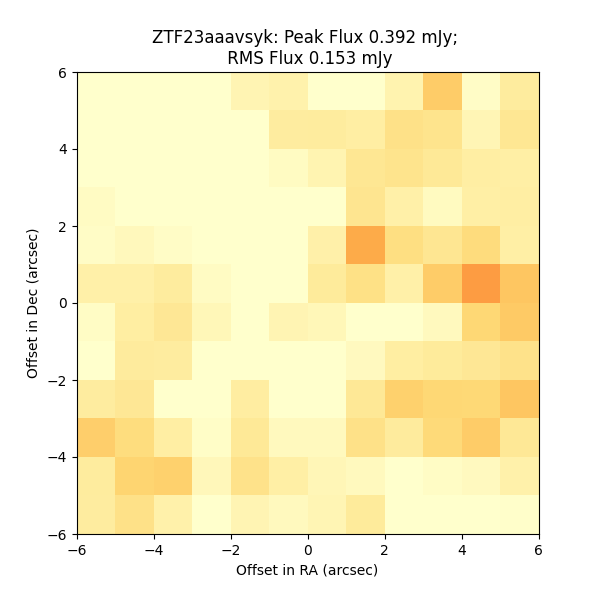 ZTF23aaavsyk: Peak Flux 0.392 mJy;
RMS Flux 0.153 mJy
6
4
2
0
−2
−4
−6
Offset in Dec (arcsec)
−6 −4 −2 0 2 4 6
Offset in RA (arcsec)